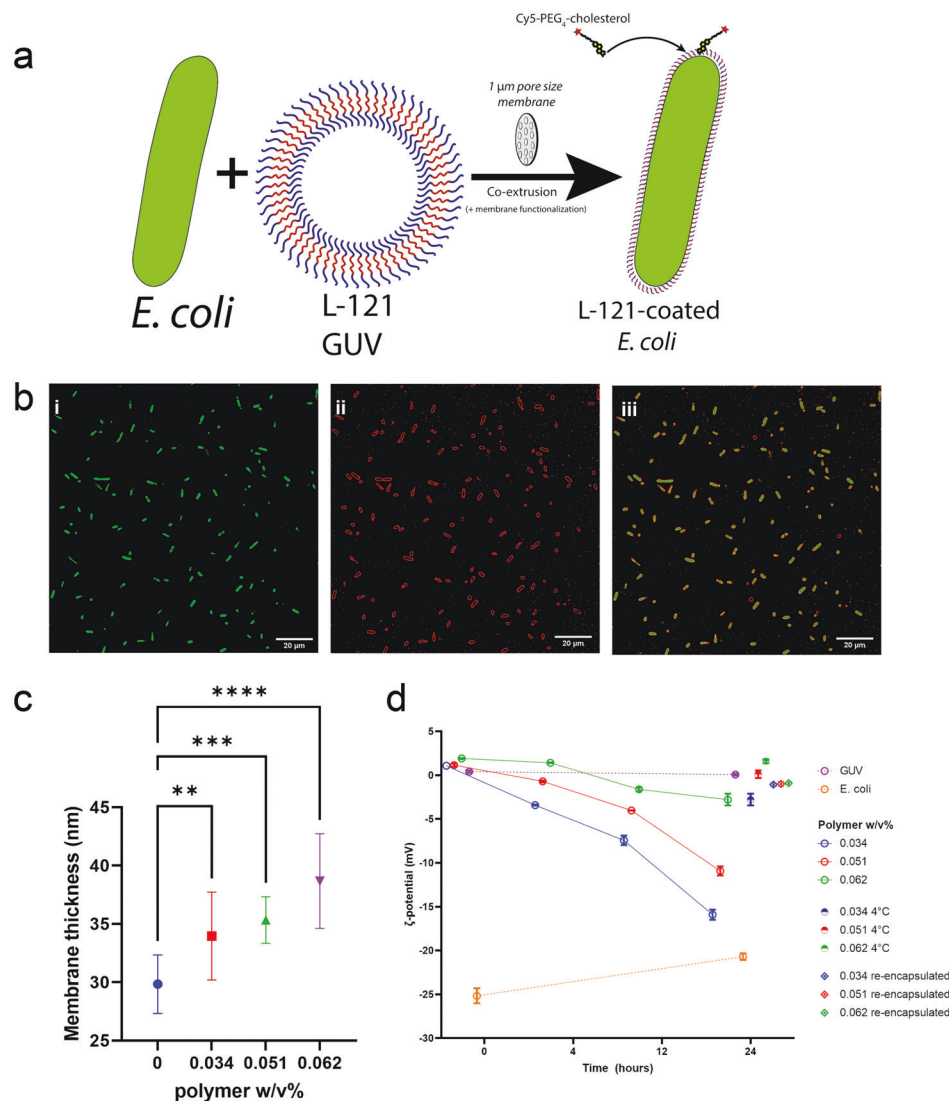 a
Cy5-PEG4-cholesterol
1 µm pore size
membrane
Co-extrusion
(+ membrane functionalization)
E. coli
L-121
GUV
L-121-coated
E. coli
b
i
ii
iii
20 µm
20 µm
20 µm
c
****
***
**
Membrane thickness (nm)
45
40
35
30
25
0
0.034
0.051
0.062
polymer w/v%
d
ζ-potential (mV)
5
0
-5
-10
-15
-20
-25
-30
0
4
12
24
Time (hours)
GUV
E. coli
Polymer w/v%
0.034
0.051
0.062
0.034 4°C
0.051 4°C
0.062 4°C
0.034 re-encapsulated
0.051 re-encapsulated
0.062 re-encapsulated